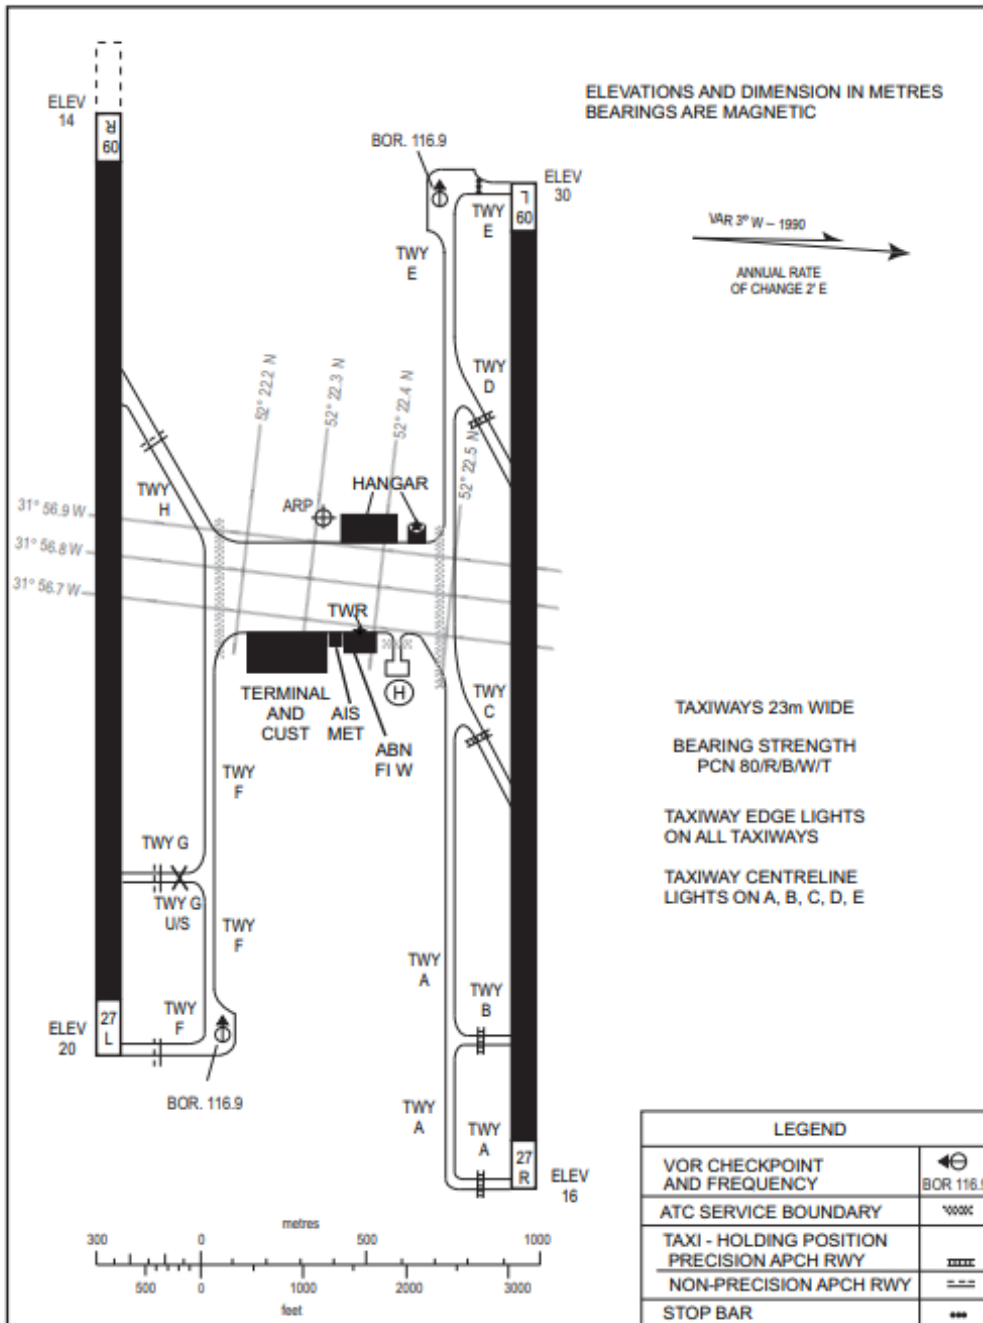 ELEVATIONS AND DIMENSION IN METRES
BEARINGS ARE MAGNETIC
ELEV
14
09
R
BOR. 116.9
ELEV
30
L
09
TWY
E
TWY
E
VAR 3° W – 1990
ANNUAL RATE
OF CHANGE 2' E
52° 22.2 N
52° 22.3 N
52° 22.4 N
52° 22.5 N
TWY
D
TWY
H
ARP
HANGAR
31° 56.9 W
31° 56.8 W
31° 56.7 W
TWR
H
TERMINAL
AND
CUST
AIS
MET
ABN
FI W
TWY
C
TWY
F
TAXIWAYS 23m WIDE
BEARING STRENGTH
PCN 80/R/B/W/T
TAXIWAY EDGE LIGHTS
ON ALL TAXIWAYS
TAXIWAY CENTRELINE
LIGHTS ON A, B, C, D, E
TWY G
TWY G
U/S
TWY
F
TWY
A
TWY
B
27
L
ELEV
20
TWY
F
BOR. 116.9
TWY
A
TWY
A
27
R
ELEV
16
metres
300 0 500 1000
500 0 1000 2000 3000
feet
LEGEND
VOR CHECKPOINT
AND FREQUENCY
BOR 116.9
ATC SERVICE BOUNDARY
TAXI - HOLDING POSITION
PRECISION APCH RWY
NON-PRECISION APCH RWY
STOP BAR